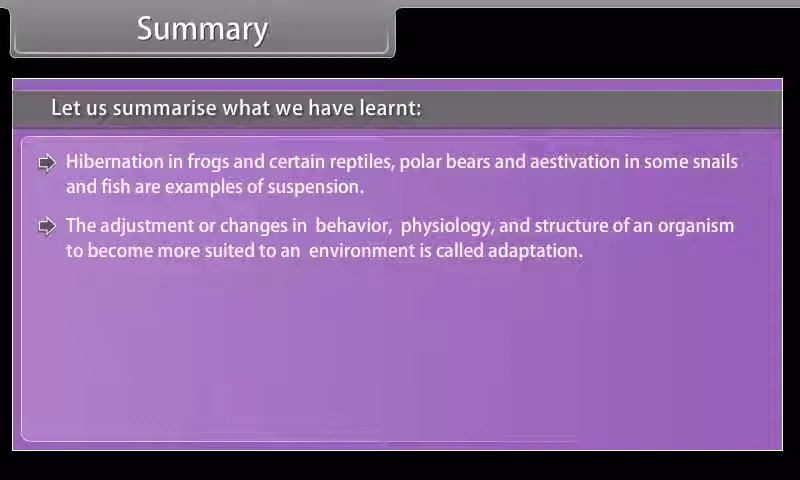 Summary
Let us summarise what we have learnt:
Hibernation in frogs and certain reptiles, polar bears and aestivation in some snails
and fish are examples of suspension.
The adjustment or changes in behavior, physiology, and structure of an organism
to become more suited to an environment is called adaptation.